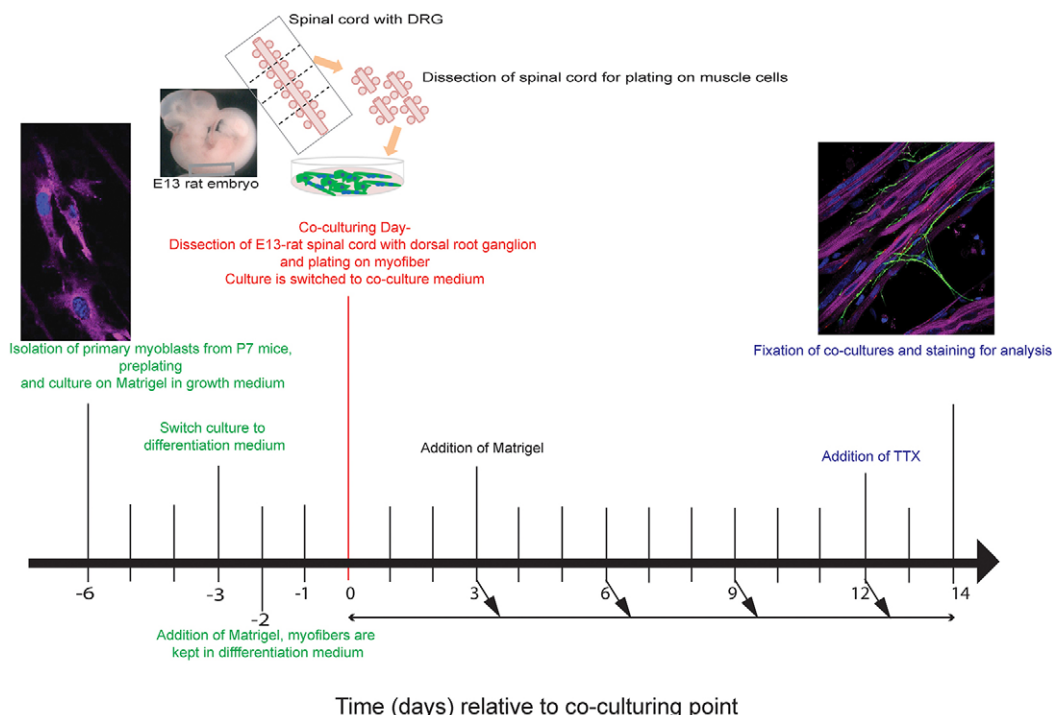 Spinal cord with DRG
Dissection of spinal cord for plating on muscle cells
E13 rat embryo
Co-culturing Day-
Dissection of E13-rat spinal cord with dorsal root ganglion
and plating on myofiber
Culture is switched to co-culture medium
Isolation of primary myoblasts from P7 mice,
preplating
and culture on Matrigel in growth medium
Fixation of co-cultures and staining for analysis
Switch culture to
differentiation medium
Addition of Matrigel
Addition of TTX
-6
-3
-2
-1
0
3
6
9
12
14
Addition of Matrigel, myofibers are
kept in diffferentiation medium
Time (days) relative to co-culturing point